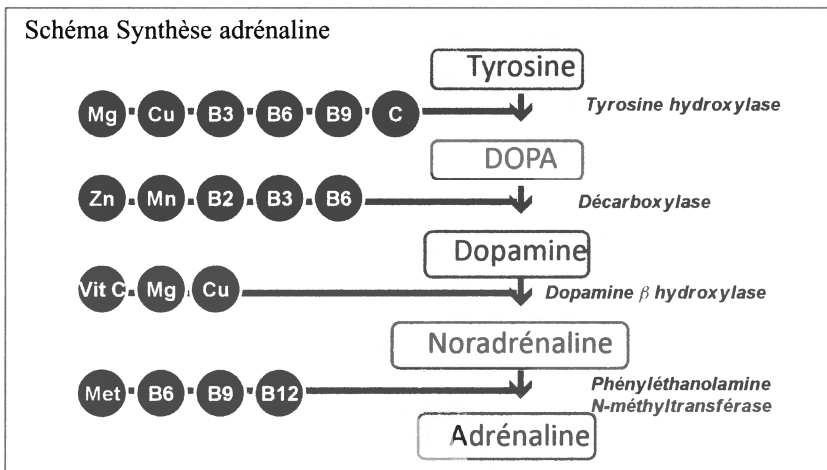 Schéma Synthèse adrénaline
Tyrosine
Mg Cu B3 B6 B9 C
Tyrosine hydroxylase
DOPA
Zn Mn B2 B3 B6
Décarboxylase
Dopamine
Vit C Mg Cu
Dopamine β hydroxylase
Noradrénaline
Met B6 B9 B12
Phényléthanolamine
N-méthyltransférase
Adrénaline